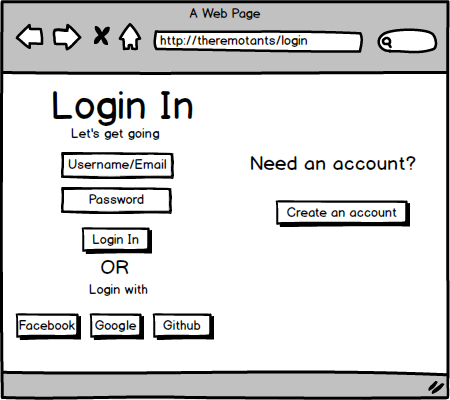 A Web Page
http://theremotants/login
Login In
Let's get going
Username/Email
Password
Login In
OR
Login with
Facebook
Google
Github
Need an account?
Create an account